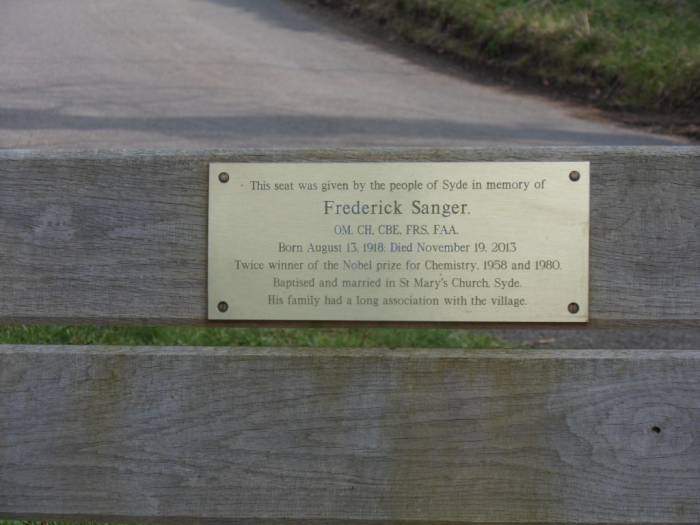 This seat was given by the people of Syde in memory of
Frederick Sanger.
OM, CH, CBE, FRS, FAA.
Born August 13, 1918. Died November 19, 2013
Twice winner of the Nobel prize for Chemistry, 1958 and 1980.
Baptised and married in St Mary's Church, Syde.
His family had a long association with the village.